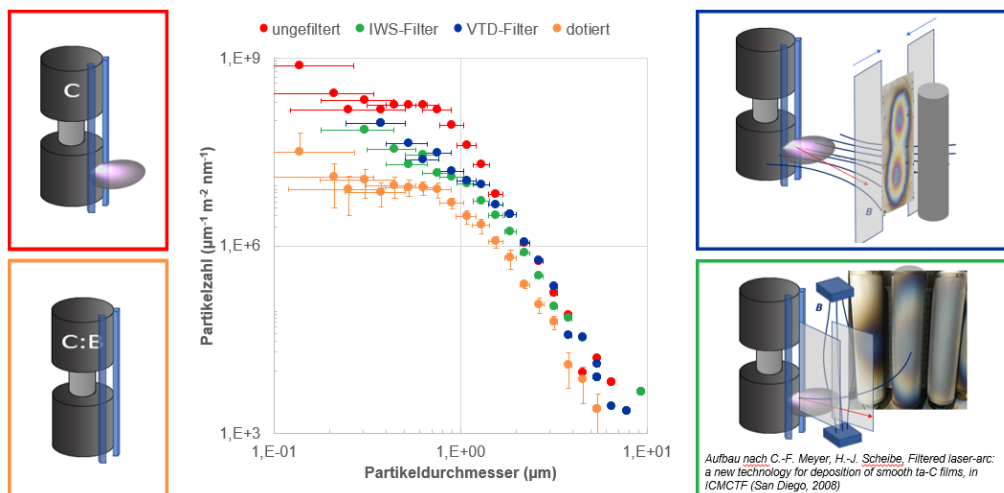 ungefiltert IWS-Filter VTD-Filter dotiert
C
C:B
1,E+9
1,E+6
1,E+3
Partikelzahl (µm⁻¹ m⁻² nm⁻¹)
1,E-01 1,E+00 1,E+01
Partikeldurchmesser (µm)
B
B
Aufbau nach C.-F. Meyer, H.-J. Scheibe, Filtered laser-arc:
a new technology for deposition of smooth ta-C films, in
ICMCTF (San Diego, 2008)